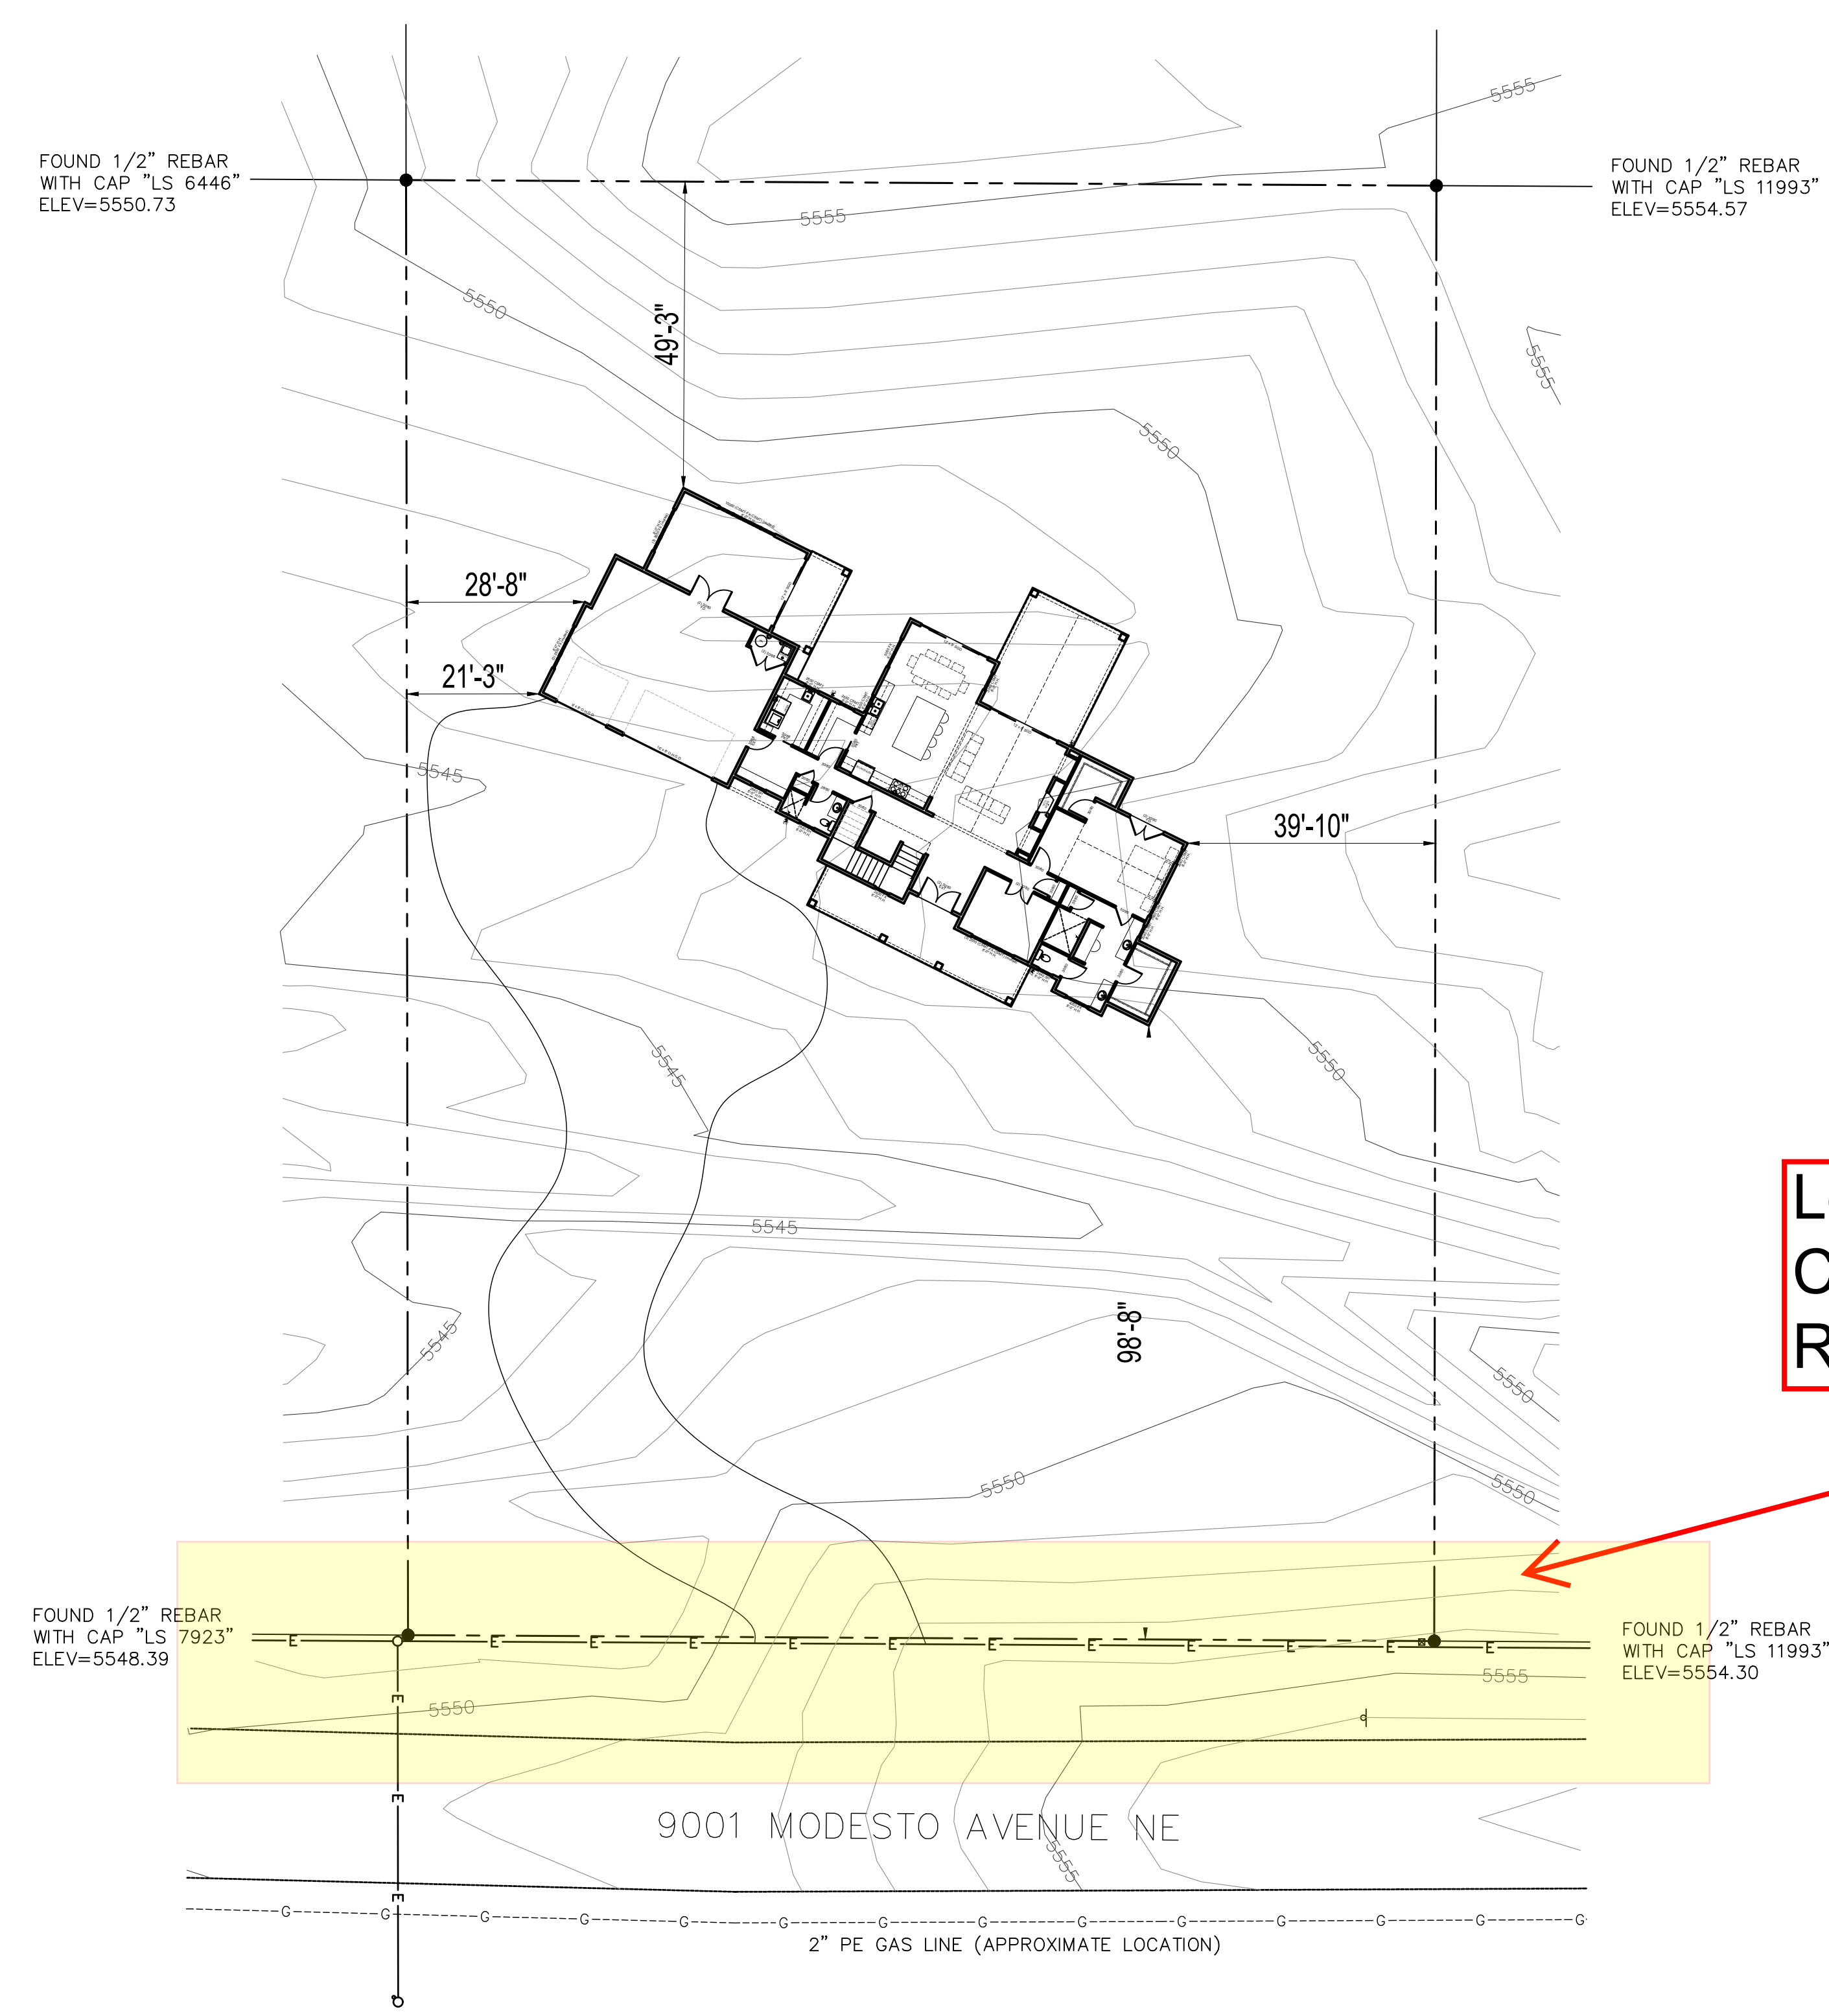 5555
FOUND 1/2" REBAR
WITH CAP "LS 6446"
ELEV=5550.73
FOUND 1/2" REBAR
WITH CAP "LS 11993"
ELEV=5554.57
5555
5550
49'-3"
5555
5550
28'-8"
21'-3"
5545
39'-10"
5545
5550
L
C
R
5545
98'-8"
5545
5550
5550
5550
FOUND 1/2" REBAR
WITH CAP "LS 7923"
ELEV=5548.39
E E E E E E E E E E E E
FOUND 1/2" REBAR
WITH CAP "LS 11993"
ELEV=5554.30
5555
E
5550
E
9001 MODESTO AVENUE NE
5555
E
G G G G G G G G G G G G G G
2" PE GAS LINE (APPROXIMATE LOCATION)